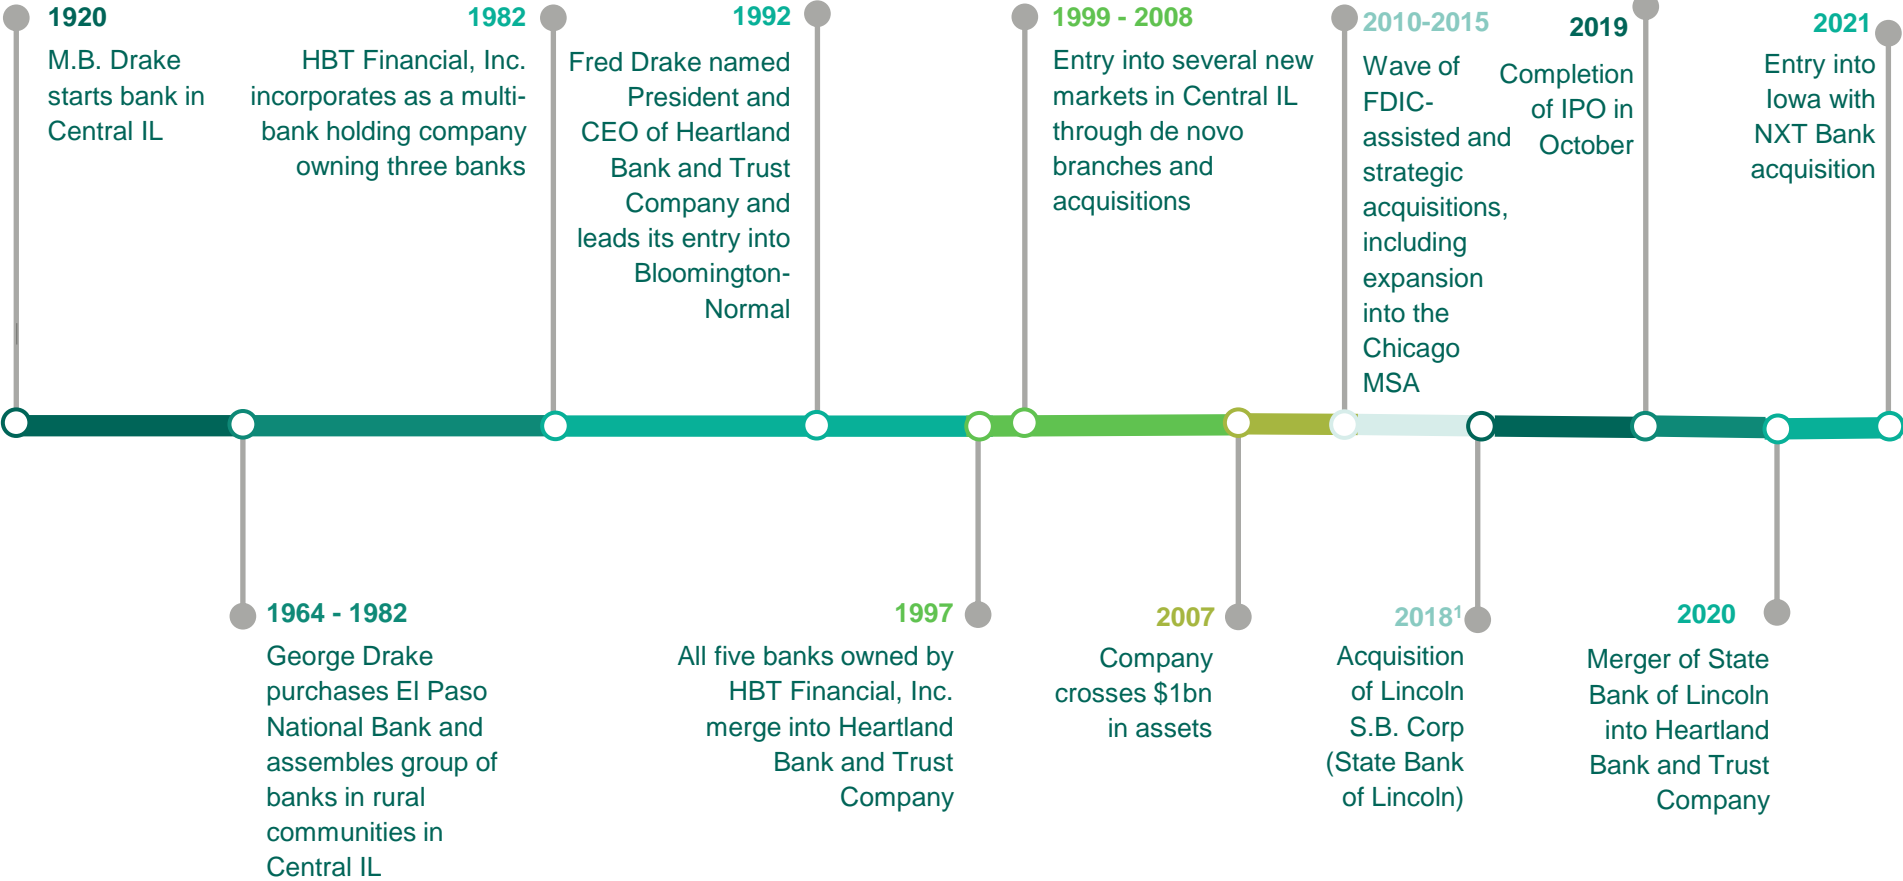 1920
M.B. Drake
starts bank in
Central IL
1982
HBT Financial, Inc.
incorporates as a multi-
bank holding company
owning three banks
1992
Fred Drake named
President and
CEO of Heartland
Bank and Trust
Company and
leads its entry into
Bloomington-
Normal
1999 - 2008
Entry into several new
markets in Central IL
through de novo
branches and
acquisitions
2010-2015
Wave of
FDIC-
assisted and
strategic
acquisitions,
including
expansion
into the
Chicago
MSA
2019
Completion
of IPO in
October
2021
Entry into
Iowa with
NXT Bank
acquisition
1964 - 1982
George Drake
purchases El Paso
National Bank and
assembles group of
banks in rural
communities in
Central IL
1997
All five banks owned by
HBT Financial, Inc.
merge into Heartland
Bank and Trust
Company
2007
Company
crosses $1bn
in assets
2018¹
Acquisition
of Lincoln
S.B. Corp
(State Bank
of Lincoln)
2020
Merger of State
Bank of Lincoln
into Heartland
Bank and Trust
Company